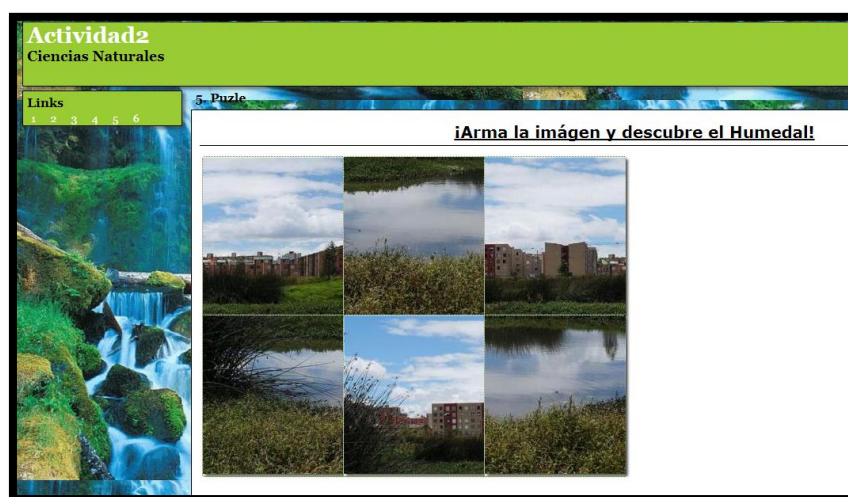 Actividad2
Ciencias Naturales
Links
1 2 3 4 5 6
5. Puzle
¡Arma la imágen y descubre el Humedal!